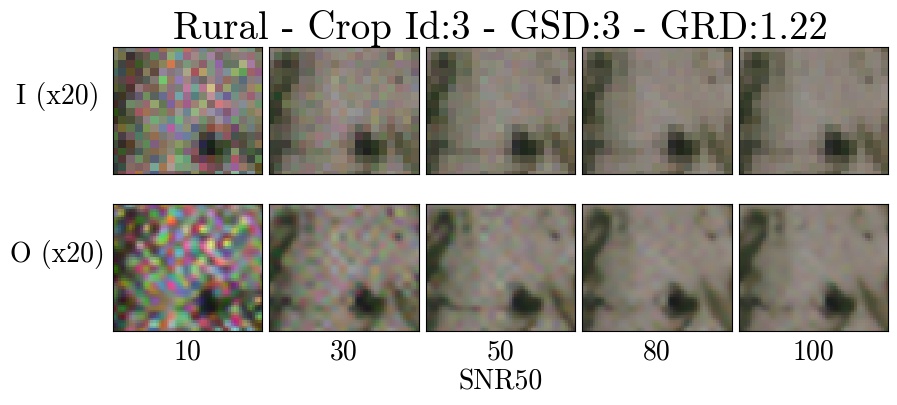 Rural - Crop Id:3 - GSD:3 - GRD:1.22
I (x20)
O (x20)
10 30 50 80 100
SNR50